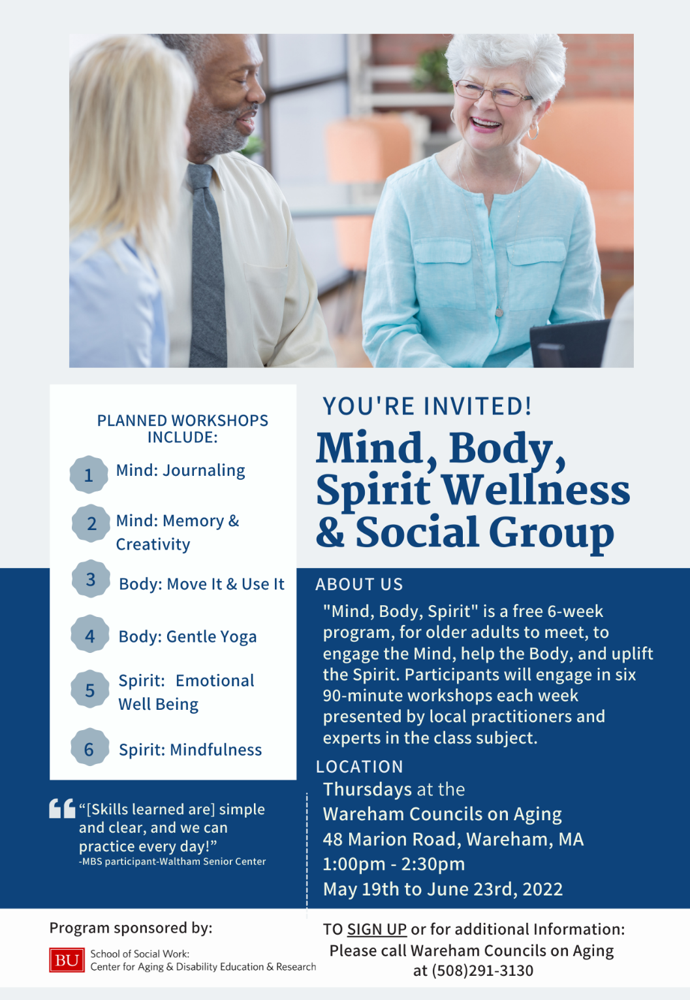 PLANNED WORKSHOPS
INCLUDE:
1 Mind: Journaling
2 Mind: Memory &
Creativity
3 Body: Move It & Use It
4 Body: Gentle Yoga
5 Spirit: Emotional
Well Being
6 Spirit: Mindfulness
“[Skills learned are] simple
and clear, and we can
practice every day!”
-MBS participant-Waltham Senior Center
YOU'RE INVITED!
Mind, Body,
Spirit Wellness
& Social Group
ABOUT US
"Mind, Body, Spirit" is a free 6-week
program, for older adults to meet, to
engage the Mind, help the Body, and uplift
the Spirit. Participants will engage in six
90-minute workshops each week
presented by local practitioners and
experts in the class subject.
LOCATION
Thursdays at the
Wareham Councils on Aging
48 Marion Road, Wareham, MA
1:00pm - 2:30pm
May 19th to June 23rd, 2022
Program sponsored by:
BU
School of Social Work:
Center for Aging & Disability Education & Research
TO SIGN UP or for additional Information:
Please call Wareham Councils on Aging
at (508)291-3130